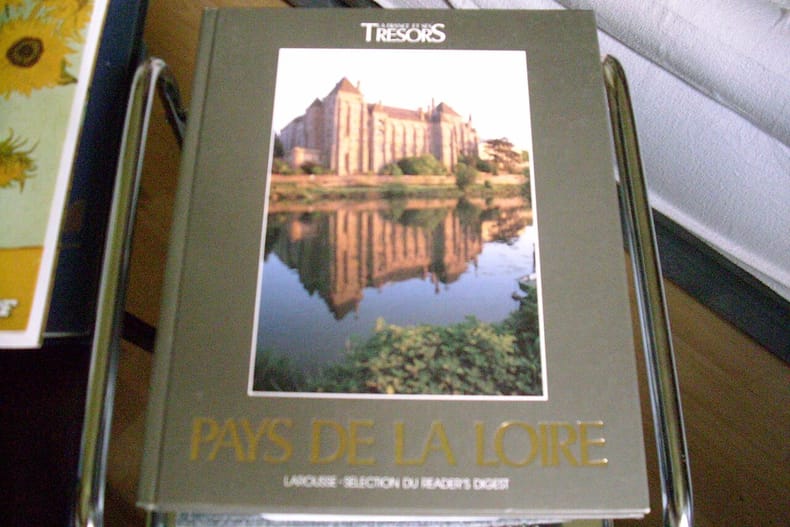 LA FRANCE ET SES
TRESORS
PAYS DE LA LOIRE
LAROUSSE - SELECTION DU READER'S DIGEST